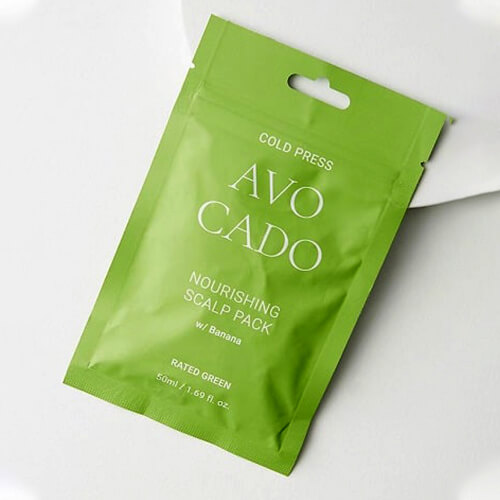 COLD PRESS
AVO
CADO
NOURISHING
SCALP PACK
w/ Banana
RATED GREEN
50ml / 1.69 fl. oz.